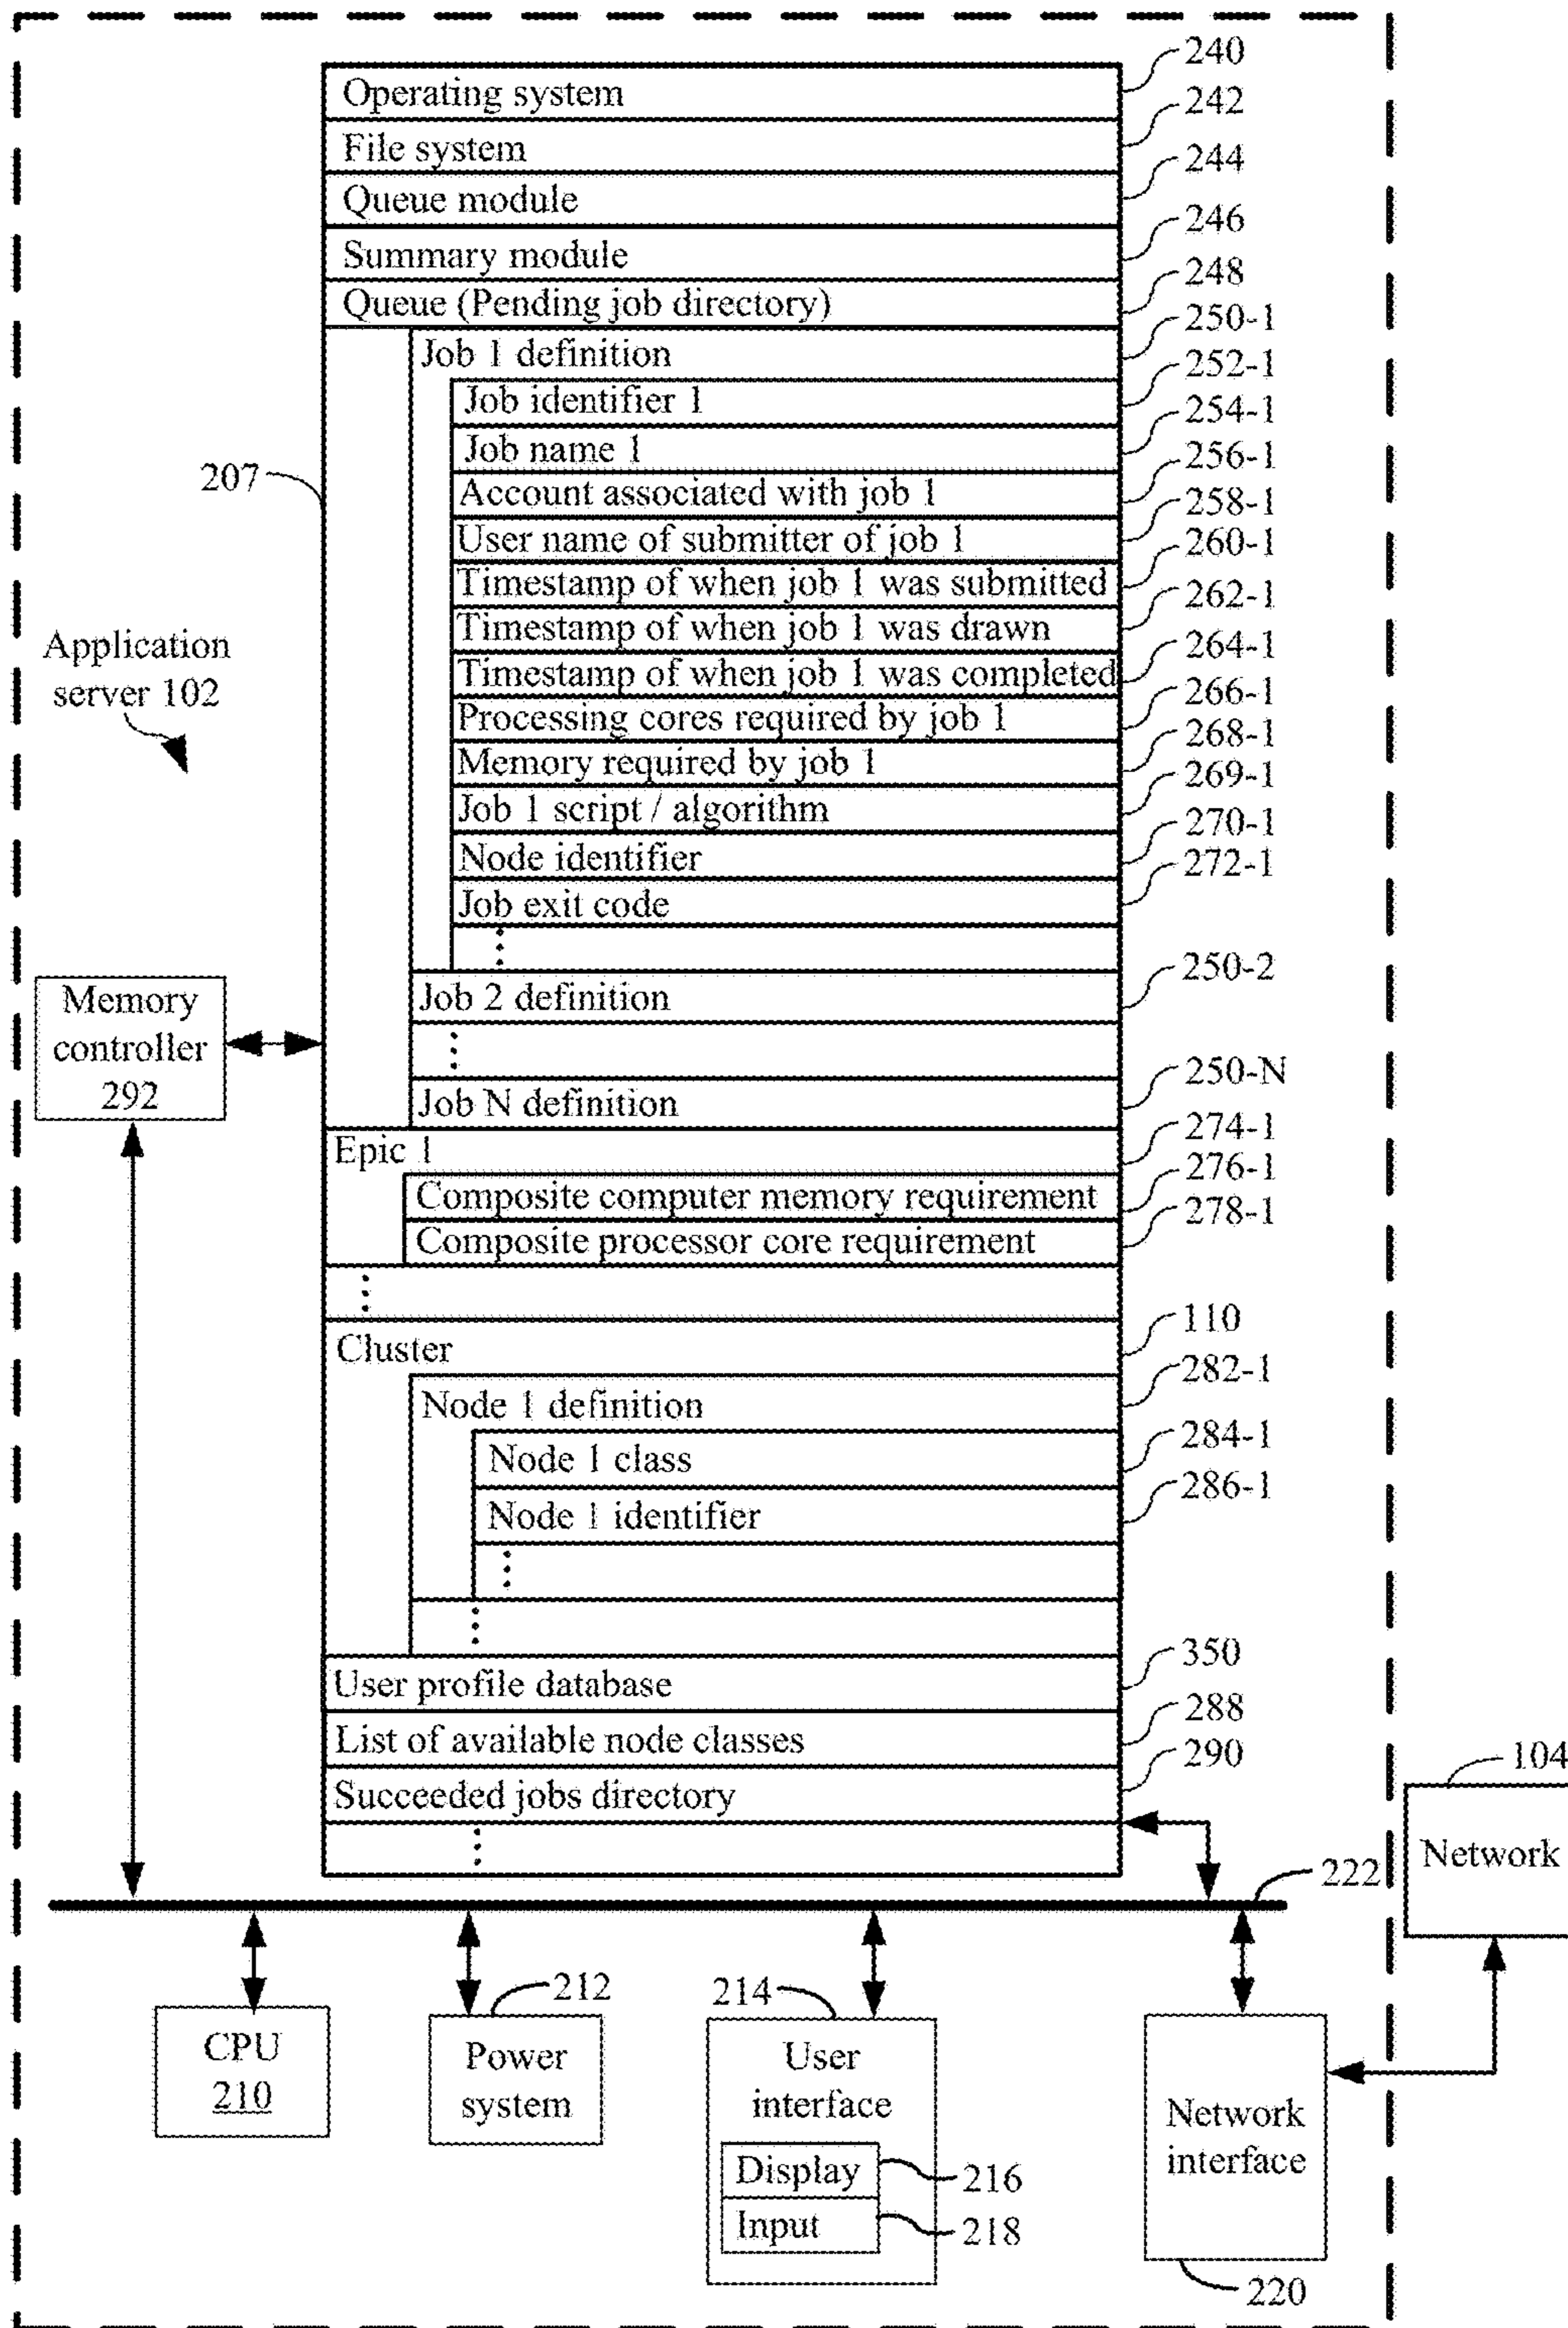 240
Operating system
242
File system
244
Queue module
246
Summary module
248
Queue (Pending job directory)
250-1
Job 1 definition
252-1
Job identifier 1
254-1
Job name 1
256-1
207
Account associated with job 1
258-1
User name of submitter of job 1
260-1
Timestamp of when job 1 was submitted
262-1
Timestamp of when job 1 was drawn
264-1
Application
server 102
Timestamp of when job 1 was completed
266-1
Processing cores required by job 1
268-1
Memory required by job 1
269-1
Job 1 script / algorithm
270-1
Node identifier
272-1
Job exit code
250-2
Job 2 definition
Memory
controller
292
250-N
Job N definition
274-1
Epic 1
276-1
Composite computer memory requirement
278-1
Composite processor core requirement
110
Cluster
282-1
Node 1 definition
284-1
Node 1 class
286-1
Node 1 identifier
350
User profile database
288
List of available node classes
290
Succeeded jobs directory
104
Network
222
CPU
210
212
Power
system
214
User
interface
Display
216
Input
218
Network
interface
220